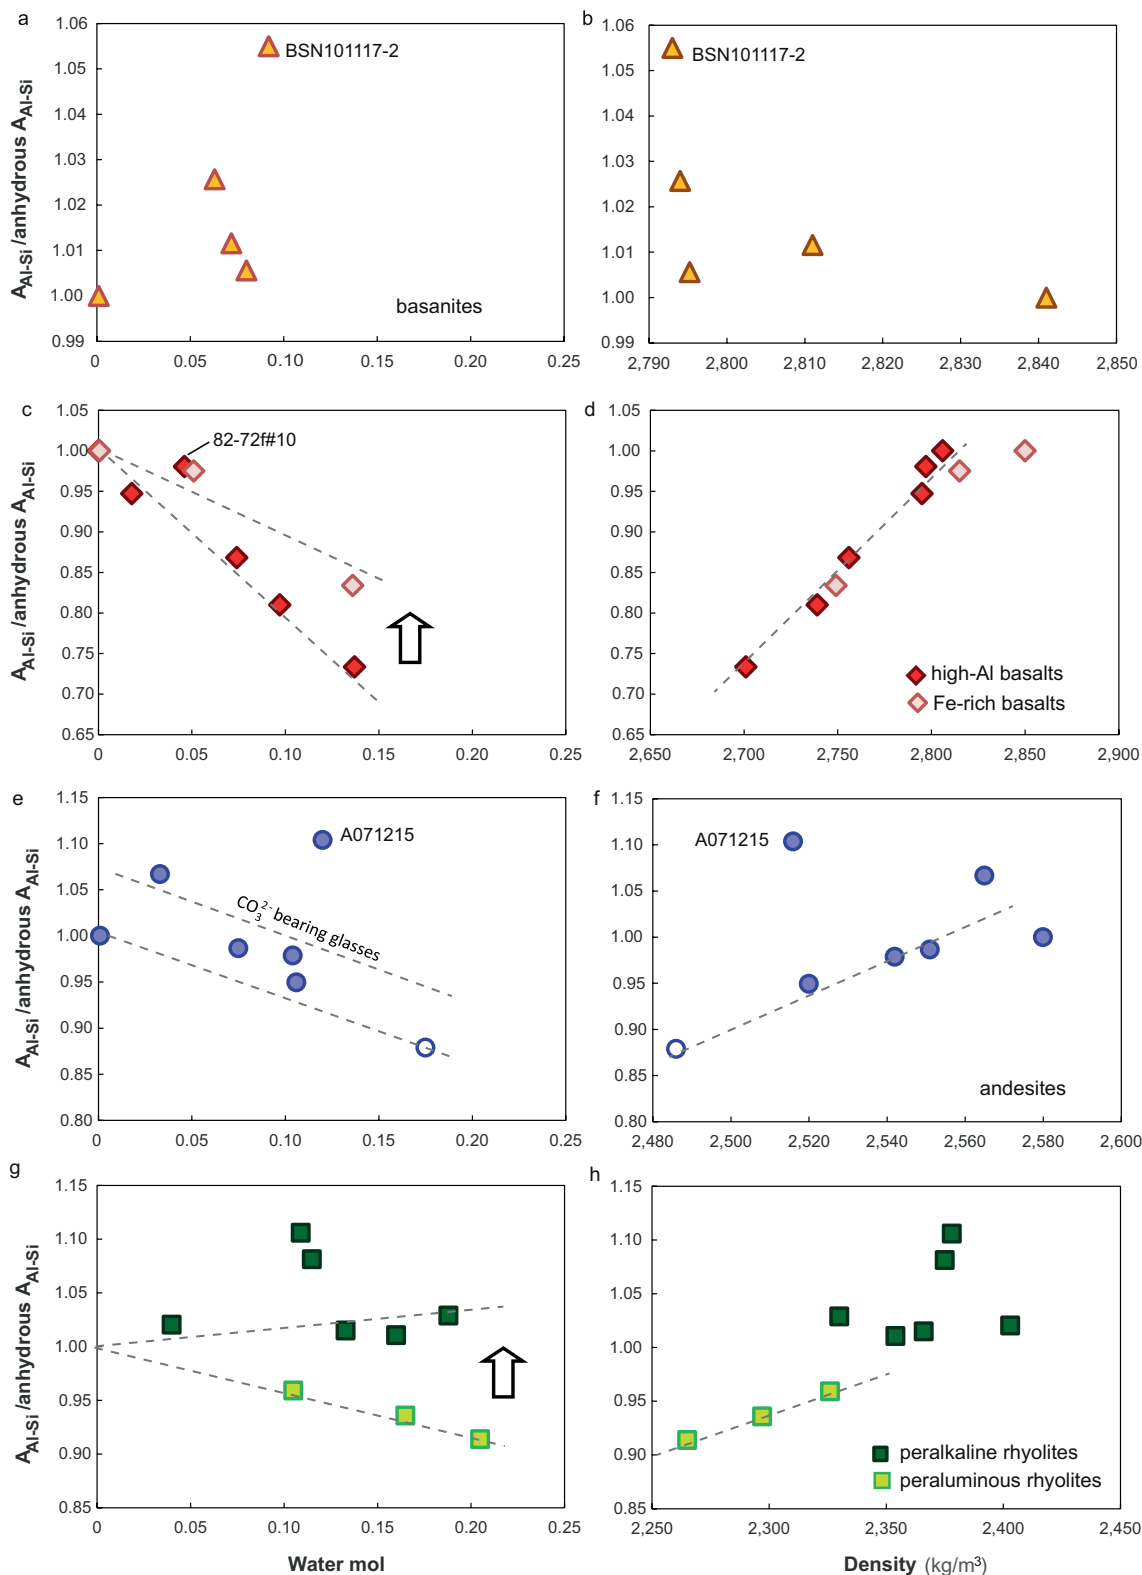 a
1.06
1.05
1.04
1.03
1.02
1.01
1.00
0.99
A Al-Si /anhydrous A Al-Si
BSN101117-2
basanites
0 0.05 0.10 0.15 0.20 0.25
b
1.06
1.05
1.04
1.03
1.02
1.01
1.00
0.99
BSN101117-2
2,790 2,800 2,810 2,820 2,830 2,840 2,850
c
1.05
1.00
0.95
0.90
0.85
0.80
0.75
0.70
0.65
A Al-Si /anhydrous A Al-Si
82-72f#10
0 0.05 0.10 0.15 0.20 0.25
d
1.05
1.00
0.95
0.90
0.85
0.80
0.75
0.70
0.65
high-Al basalts
Fe-rich basalts
2,650 2,700 2,750 2,800 2,850 2,900
e
1.15
1.10
1.05
1.00
0.95
0.90
0.85
0.80
A Al-Si /anhydrous A Al-Si
A071215
CO₃²⁻ bearing glasses
0 0.05 0.10 0.15 0.20 0.25
f
1.15
1.10
1.05
1.00
0.95
0.90
0.85
0.80
A071215
andesites
2,480 2,500 2,520 2,540 2,560 2,580 2,600
g
1.15
1.10
1.05
1.00
0.95
0.90
0.85
A Al-Si /anhydrous A Al-Si
0 0.05 0.10 0.15 0.20 0.25
Water mol
h
1.15
1.10
1.05
1.00
0.95
0.90
0.85
peralkaline rhyolites
peraluminous rhyolites
2,250 2,300 2,350 2,400 2,450
Density (kg/m³)